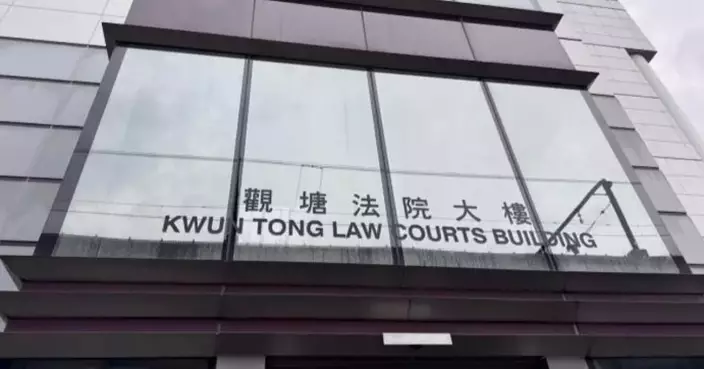 觀塘法院大樓
KWUN TONG LAW COURTS BUILDING